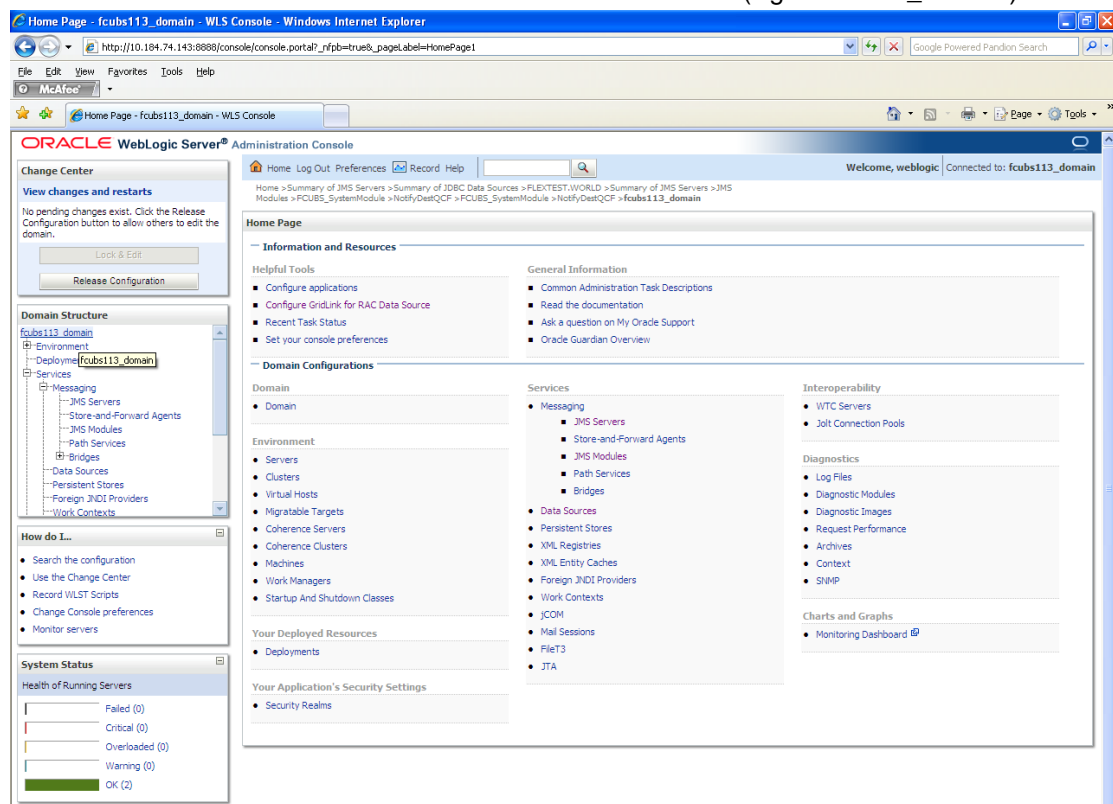 Home Page - fcubs113_domain - WLS Console - Windows Internet Explorer
http://10.184.74.143:8888/console/console.portal?_nfpb=true&_pageLabel=HomePage1
Google Powered Pandion Search
File Edit View Favorites Tools Help
McAfee
Home Page - fcubs113_domain - WLS Console
Page Tools
ORACLE WebLogic Server® Administration Console
Change Center
View changes and restarts
No pending changes exist. Click the Release
Configuration button to allow others to edit the
domain.
Lock & Edit
Release Configuration
Domain Structure
fcubs113_domain
Environment
Deployme
fcubs113_domain
Services
Messaging
JMS Servers
Store-and-Forward Agents
JMS Modules
Path Services
Bridges
Data Sources
Persistent Stores
Foreign JNDI Providers
Work Contexts
How do I...
Search the configuration
Use the Change Center
Record WLST Scripts
Change Console preferences
Monitor servers
System Status
Health of Running Servers
Failed (0)
Critical (0)
Overloaded (0)
Warning (0)
OK (2)
Home Log Out Preferences Record Help
Welcome, weblogic Connected to: fcubs113_domain
Home >Summary of JMS Servers >Summary of JDBC Data Sources >FLEXTEST.WORLD >Summary of JMS Servers >JMS
Modules >FCUBS_SystemModule >NotifyDestQCF >FCUBS_SystemModule >NotifyDestQCF >fcubs113_domain
Home Page
Information and Resources
Helpful Tools
Configure applications
Configure GridLink for RAC Data Source
Recent Task Status
Set your console preferences
General Information
Common Administration Task Descriptions
Read the documentation
Ask a question on My Oracle Support
Oracle Guardian Overview
Domain Configurations
Domain
Domain
Environment
Servers
Clusters
Virtual Hosts
Migratable Targets
Coherence Servers
Coherence Clusters
Machines
Work Managers
Startup And Shutdown Classes
Your Deployed Resources
Deployments
Your Application's Security Settings
Security Realms
Services
Messaging
JMS Servers
Store-and-Forward Agents
JMS Modules
Path Services
Bridges
Data Sources
Persistent Stores
XML Registries
XML Entity Caches
Foreign JNDI Providers
Work Contexts
jCOM
Mail Sessions
FileT3
JTA
Interoperability
WTC Servers
Jolt Connection Pools
Diagnostics
Log Files
Diagnostic Modules
Diagnostic Images
Request Performance
Archives
Context
SNMP
Charts and Graphs
Monitoring Dashboard